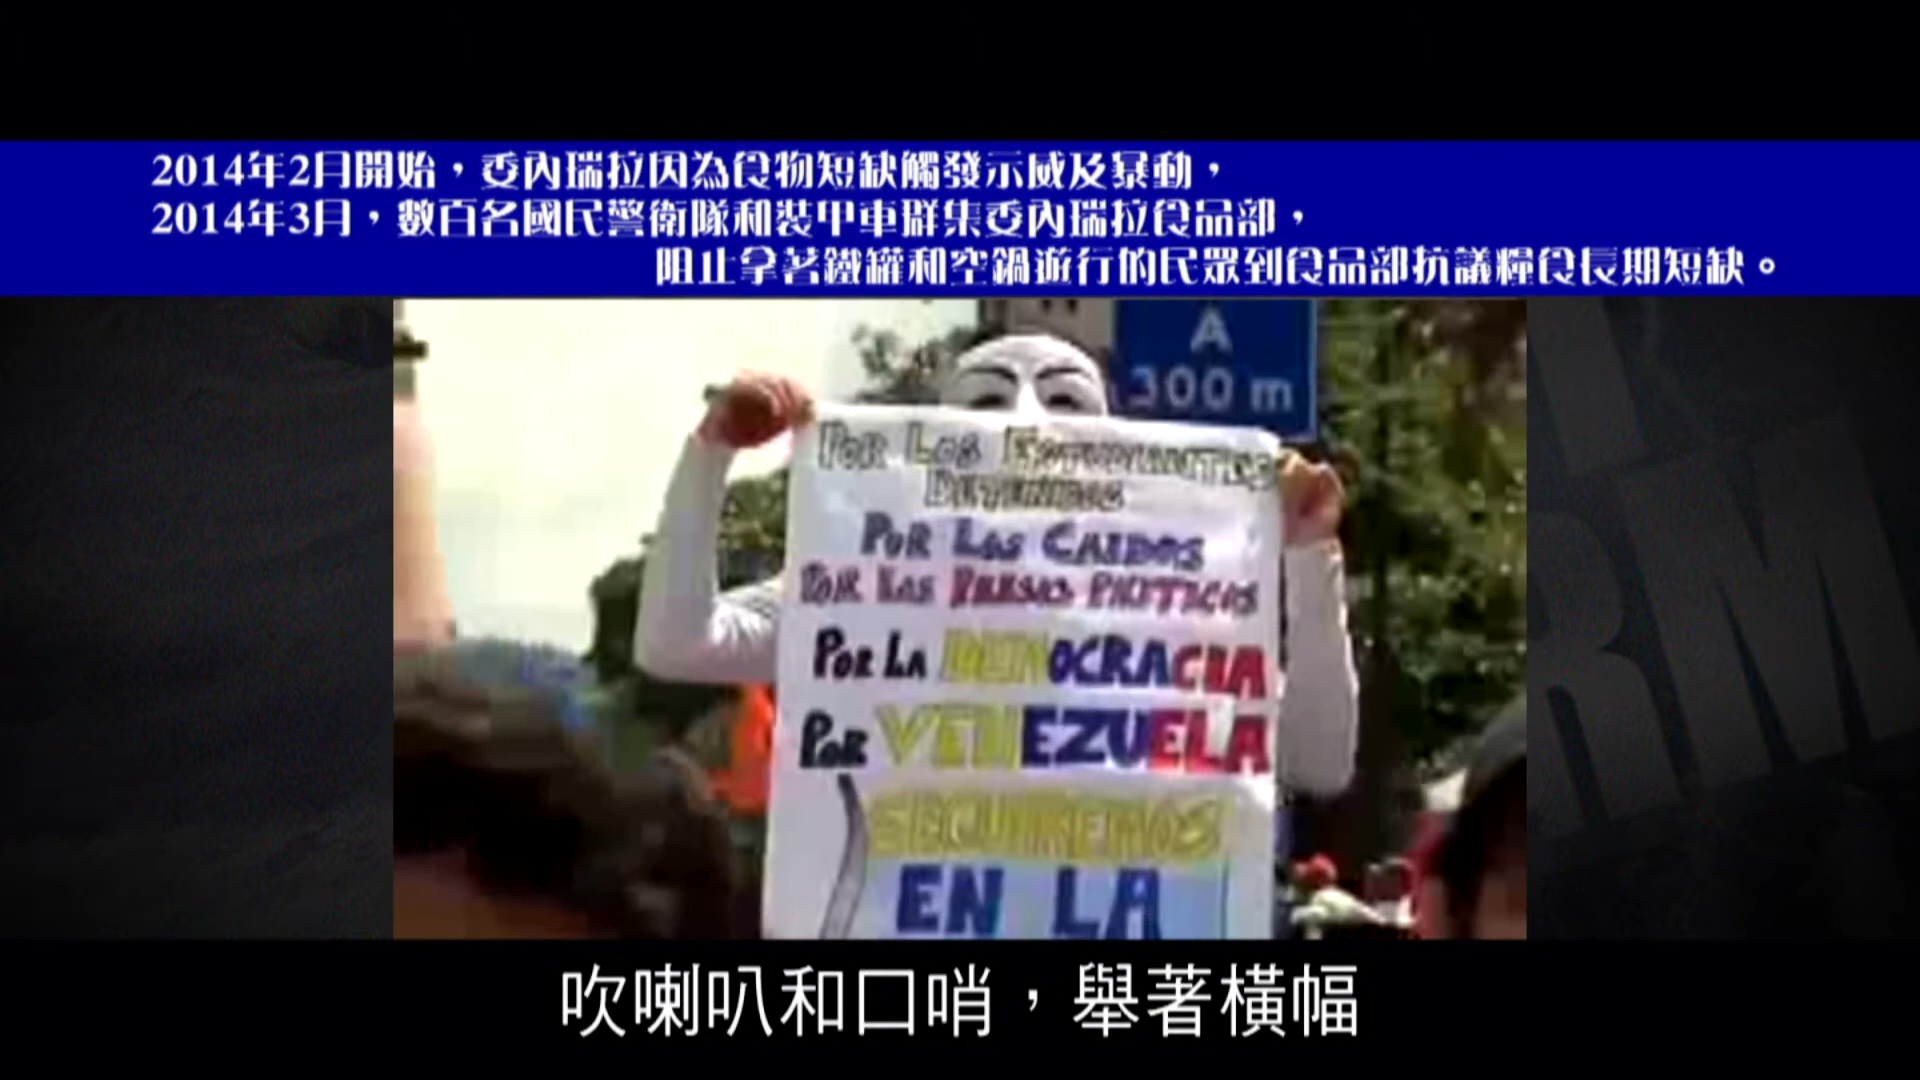 2014年2月開始，委內瑞拉因為食物短缺觸發示威及暴動，
2014年3月，數百名國民警衛隊和裝甲車群集委內瑞拉食品部，
阻止拿著鐵罐和空鍋遊行的民眾到食品部抗議糧食長期短缺。
A
300 m
POR LOS ESTUDIANTES
DETENIDOS
POR LOS CAIDOS
POR LOS PRESOS POLITICOS
POR LA DEMOCRACIA
POR VENEZUELA
SEGUIREMOS
EN LA
RM
吹喇叭和口哨，舉著橫幅